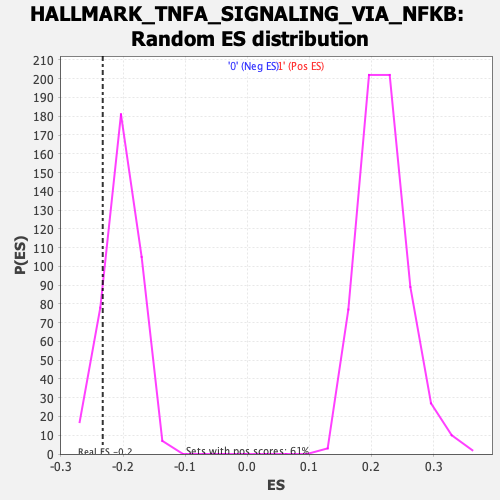 HALLMARK_TNFA_SIGNALING_VIA_NFKB:
Random ES distribution
'0' (Neg ES)
1' (Pos ES)
210
200
190
180
170
160
150
140
130
120
110
100
90
80
70
60
50
40
30
20
10
0
P(ES)
Real ES -0.2
Sets with pos scores: 61%
-0.3 -0.2 -0.1 0.0 0.1 0.2 0.3
ES